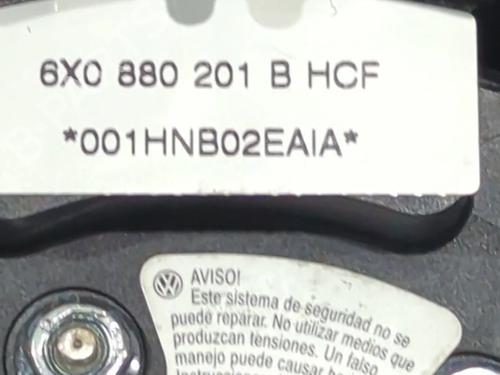 6X0 880 201 B HCF
*001HNB02EAIA*
AVISO!
Este sistema de seguridad no se
puede reparar. No utilizar medios que
produzcan tensiones. Un falso
manejo puede causar